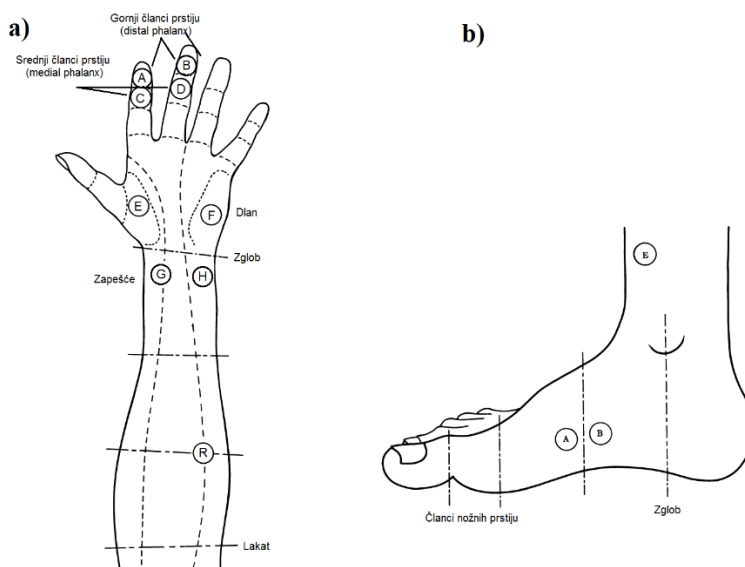 a)
Gornji članci prstiju
(distal phalanx)
b)
Srednji članci prstiju
(medial phalanx)
A
B
C
D
E
F
Dlan
Zglob
Zapešće
G
H
R
Lakat
E
A
B
Članci nožnih prstiju
Zglob